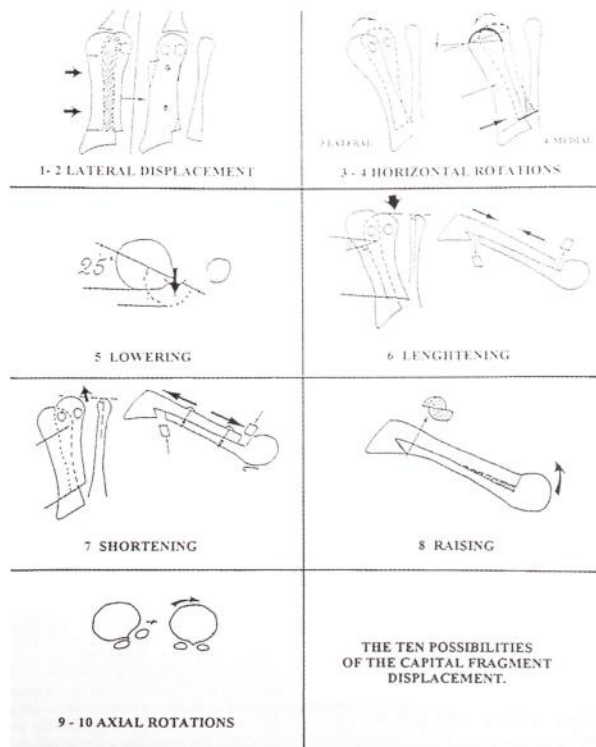 3 LATERAL
4 MEDIAL
1- 2 LATERAL DISPLACEMENT
3 - 4 HORIZONTAL ROTATIONS
25°
5 LOWERING
6 LENGHTENING
7 SHORTENING
8 RAISING
9 - 10 AXIAL ROTATIONS
THE TEN POSSIBILITIES
OF THE CAPITAL FRAGMENT
DISPLACEMENT.